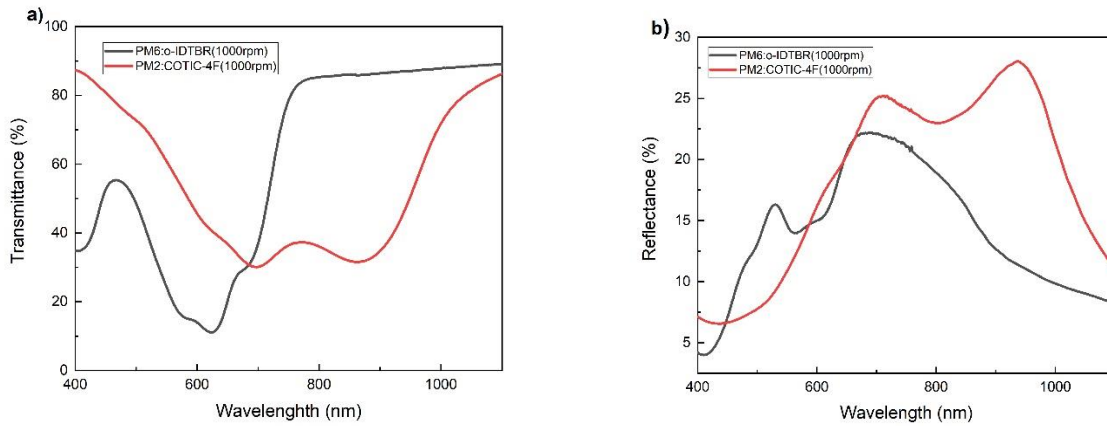 a)
PM6:o-IDTBR(1000rpm)
PM2:COTIC-4F(1000rpm)
Transmittance (%)
100
80
60
40
20
0
400
600
800
1000
Wavelenghth (nm)
b)
PM6:o-IDTBR(1000rpm)
PM2:COTIC-4F(1000rpm)
Reflectance (%)
30
25
20
15
10
5
400
600
800
1000
Wavelength (nm)